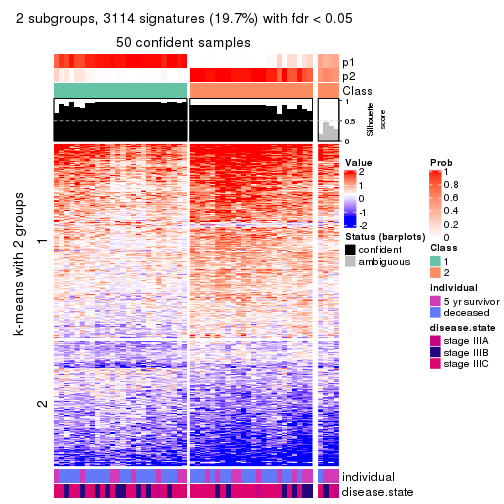 2 subgroups, 3114 signatures (19.7%) with fdr < 0.05
50 confident samples
p1
p2
Class
1
0.5
0
Silhouette
score
k-means with 2 groups
1
2
individual
disease.state
Value
2
1
0
-1
-2
Status (barplots)
confident
ambiguous
Prob
1
0.8
0.6
0.4
0.2
0
Class
1
2
individual
5 yr survivor
deceased
disease.state
stage IIIA
stage IIIB
stage IIIC